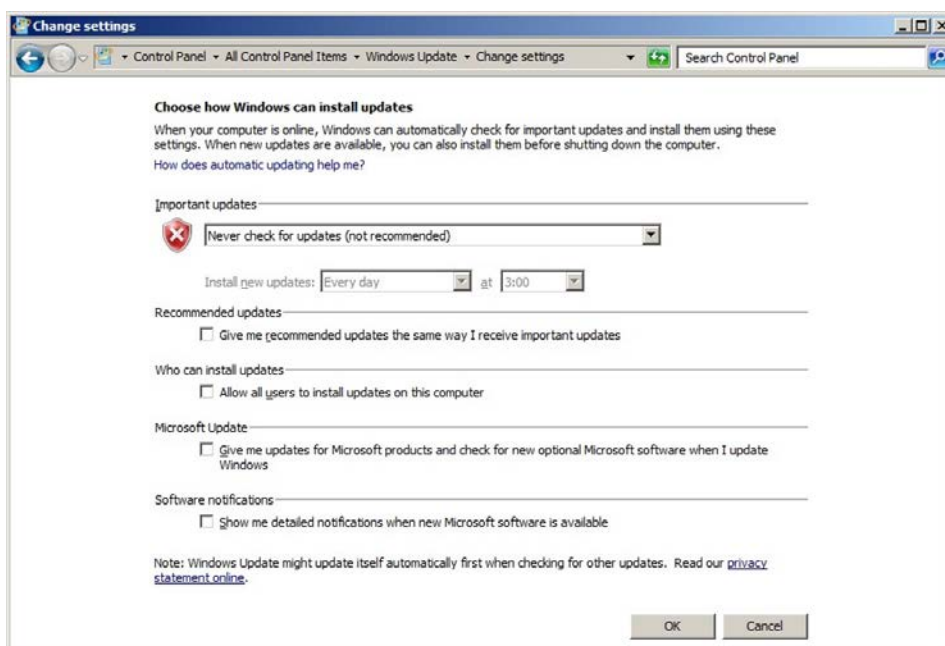 Change settings
Control Panel All Control Panel Items Windows Update Change settings Search Control Panel
Choose how Windows can install updates
When your computer is online, Windows can automatically check for important updates and install them using these
settings. When new updates are available, you can also install them before shutting down the computer.
How does automatic updating help me?
Important updates
Never check for updates (not recommended)
Install new updates: Every day at 3:00
Recommended updates
Give me recommended updates the same way I receive important updates
Who can install updates
Allow all users to install updates on this computer
Microsoft Update
Give me updates for Microsoft products and check for new optional Microsoft software when I update
Windows
Software notifications
Show me detailed notifications when new Microsoft software is available
Note: Windows Update might update itself automatically first when checking for other updates. Read our privacy
statement online.
OK Cancel